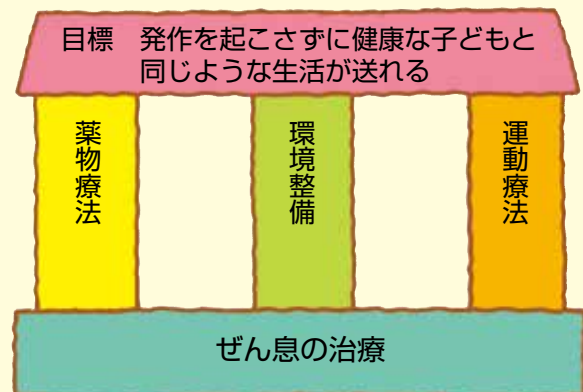 目標　発作を起こさずに健康な子どもと
同じような生活が送れる
薬物療法
環境整備
運動療法
ぜん息の治療